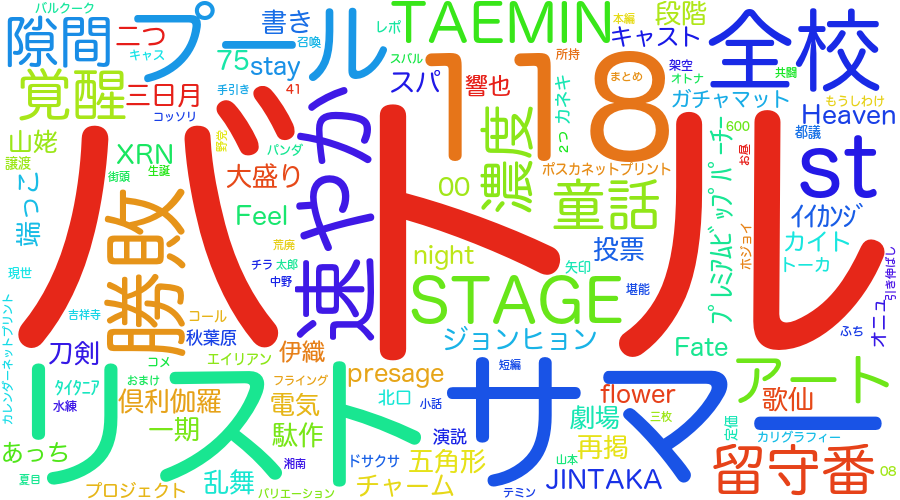 バルクーク
隙間
二つ
プール
書き
召喚
レポ
TAEMIN
本編
段階
キャスト
全校
キャス
75
stay
スパル
スパ
所持
まとめ
架空
オトナ
共闘
覚醒
三日月
手引き
41
響也
118
カネキ
2つ
ガチャマット
もうしわけ
Heaven
コッソリ
山姥
譲渡
XRN
生誕
街頭
野党
パンダ
速やか
濃度
ポスカネットプリント
600
お昼
都議
st
バトル
大盛り
00
童話
プレミアムビップパーチー
端っこ
勝敗
Feel
荒廃
night
投票
ホジョイ
イイカンジ
カイト
トーカ
引き伸ばし
現世
チラ
太郎
中野
矢印
堪能
STAGE
カレンダーネットプリント
吉祥寺
コール
秋葉原
ジョンヒョン
オニュ
ふち
刀剣
コメ
エイリアン
伊織
Fate
タイタニア
水練
おまけ
フライング
presage
短編
アート
リスト
サマー
倶利伽羅
電気
北口
小話
flower
歌仙
三枚
定価
カリグラフィー
あっち
一期
駄作
演説
劇場
再掲
夏目
乱舞
湘南
ドサクサ
五角形
山本
留守番
08
プロジェクト
バリエーション
チャーム
テミン
JINTAKA